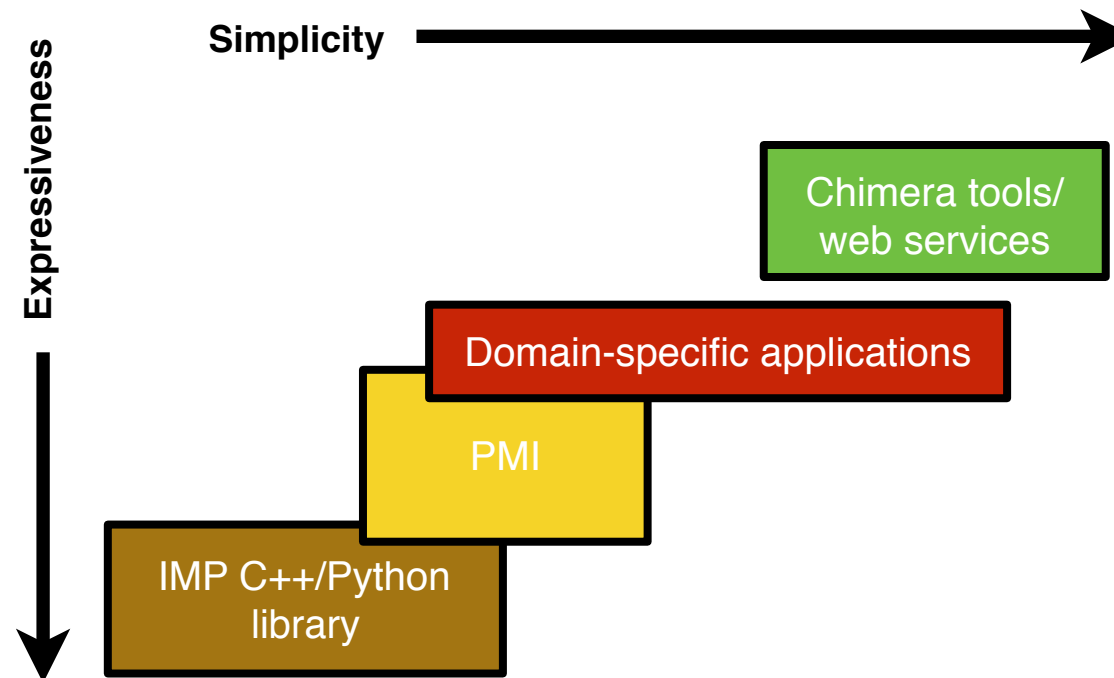 Simplicity
Expressiveness
Chimera tools/
web services
Domain-specific applications
PMI
IMP C++/Python
library